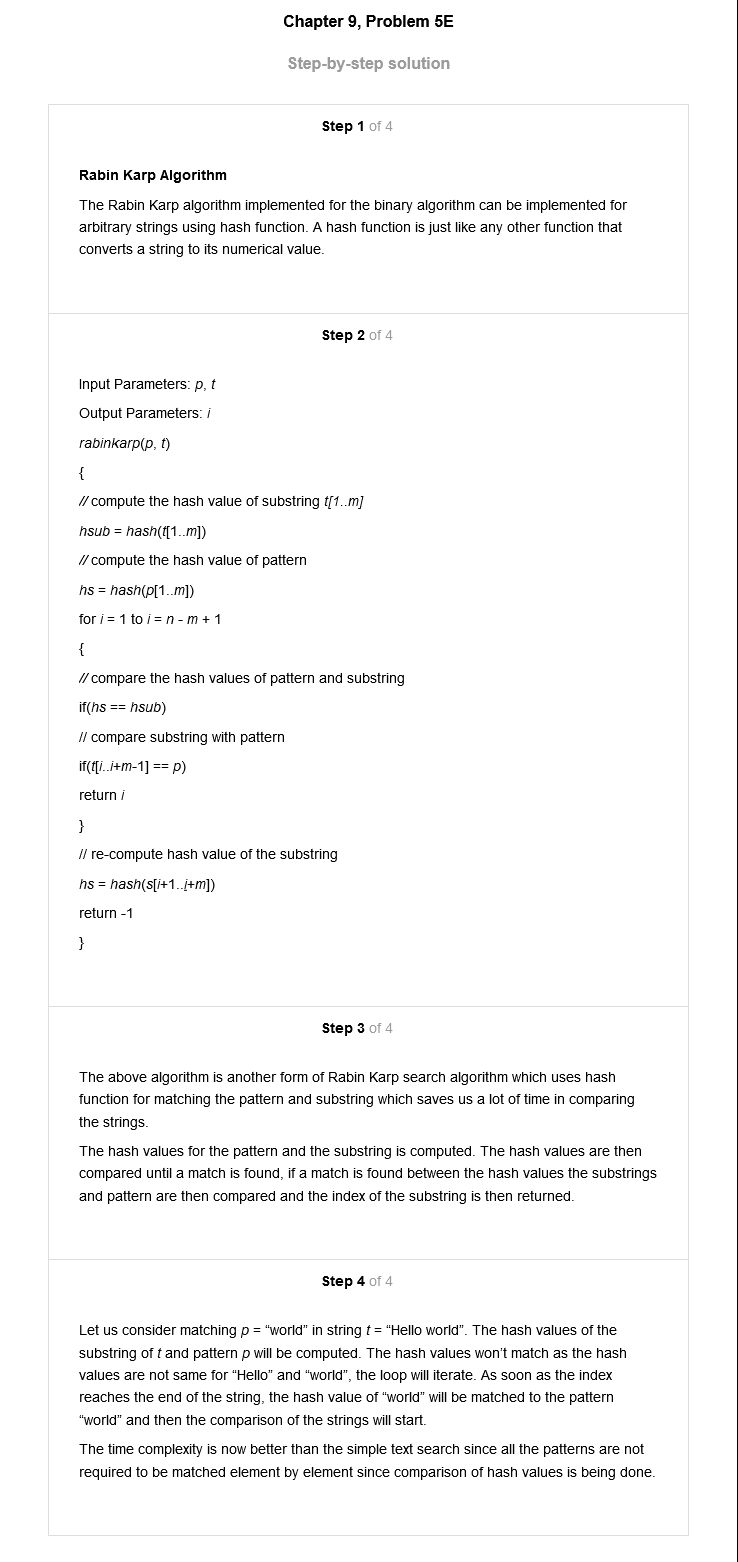 Chapter 9, Problem 5E
Step-by-step solution
Step 1 of 4
Rabin Karp Algorithm
The Rabin Karp algorithm implemented for the binary algorithm can be implemented for
arbitrary strings using hash function. A hash function is just like any other function that
converts a string to its numerical value.
Step 2 of 4
Input Parameters: p, t
Output Parameters: i
rabinkarp(p, t)
{
// compute the hash value of substring t[1..m]
hsub = hash(t[1..m])
// compute the hash value of pattern
hs = hash(p[1..m])
for i = 1 to i = n - m + 1
{
// compare the hash values of pattern and substring
if(hs == hsub)
// compare substring with pattern
if(t[i..i+m-1] == p)
return i
}
// re-compute hash value of the substring
hs = hash(s[i+1..i+m])
return -1
}
Step 3 of 4
The above algorithm is another form of Rabin Karp search algorithm which uses hash
function for matching the pattern and substring which saves us a lot of time in comparing
the strings.
The hash values for the pattern and the substring is computed. The hash values are then
compared until a match is found, if a match is found between the hash values the substrings
and pattern are then compared and the index of the substring is then returned.
Step 4 of 4
Let us consider matching p = “world” in string t = “Hello world”. The hash values of the
substring of t and pattern p will be computed. The hash values won’t match as the hash
values are not same for “Hello” and “world”, the loop will iterate. As soon as the index
reaches the end of the string, the hash value of “world” will be matched to the pattern
“world” and then the comparison of the strings will start.
The time complexity is now better than the simple text search since all the patterns are not
required to be matched element by element since comparison of hash values is being done.